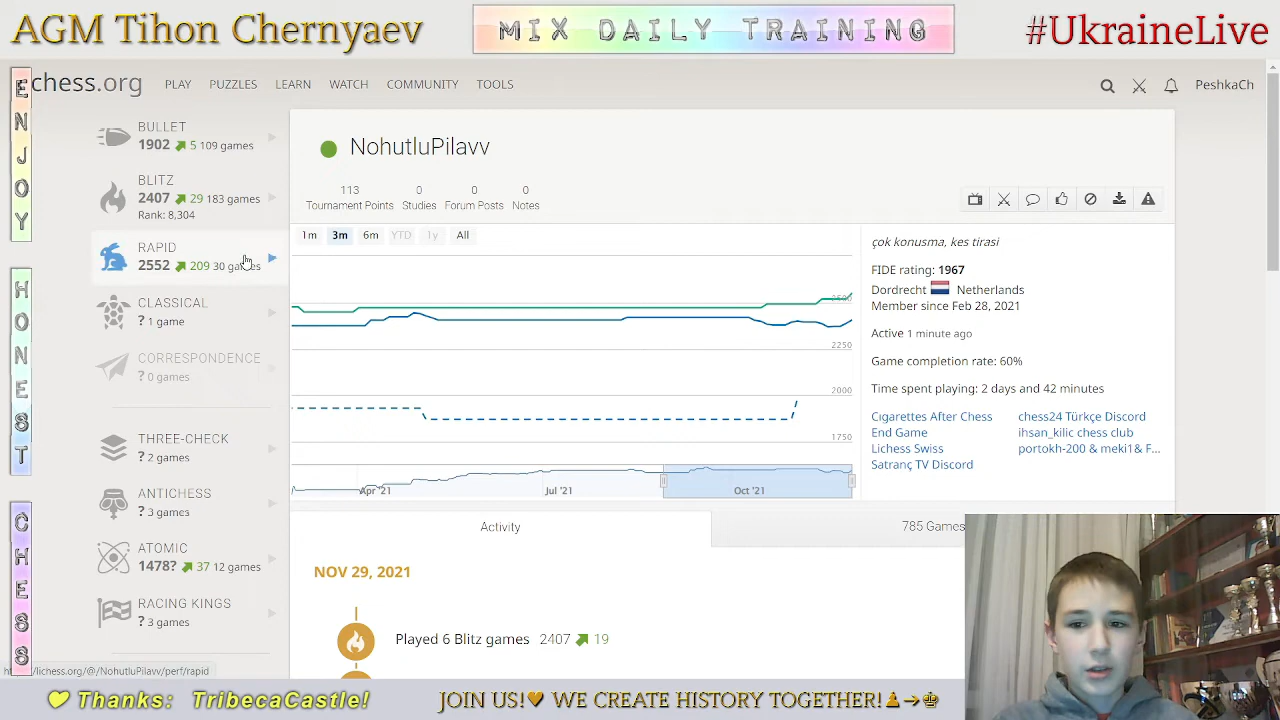 AGM Tihon Chernyaev
MIX DAILY TRAINING
#UkraineLive
ENJOY
HONEST
CHESS
chess.org
PLAY PUZZLES LEARN WATCH COMMUNITY TOOLS
PeshkaCh
BULLET
1902 5 109 games
BLITZ
2407 29 183 games
Rank: 8,304
RAPID
2552 209 30 games
CLASSICAL
? 1 game
CORRESPONDENCE
? 0 games
THREE-CHECK
? 2 games
ANTICHESS
? 3 games
ATOMIC
1478? 37 12 games
RACING KINGS
? 3 games
NohutluPilavv
113 0 0 0
Tournament Points Studies Forum Posts Notes
1m 3m 6m YTD 1y All
2500
2250
2000
1750
Apr '21 Jul '21 Oct '21
çok konusma, kes tirasi
FIDE rating: 1967
Dordrecht Netherlands
Member since Feb 28, 2021
Active 1 minute ago
Game completion rate: 60%
Time spent playing: 2 days and 42 minutes
Cıgarettes After Chess chess24 Türkçe Discord
End Game ihsan_kilic chess club
Lichess Swiss portokh-200 & meki1& F...
Satranç TV Discord
Activity 785 Games
NOV 29, 2021
Played 6 Blitz games 2407 19
lichess.org/@/NohutluPilavv/perf/rapid
Thanks: TribecaCastle!
JOIN US! WE CREATE HISTORY TOGETHER!